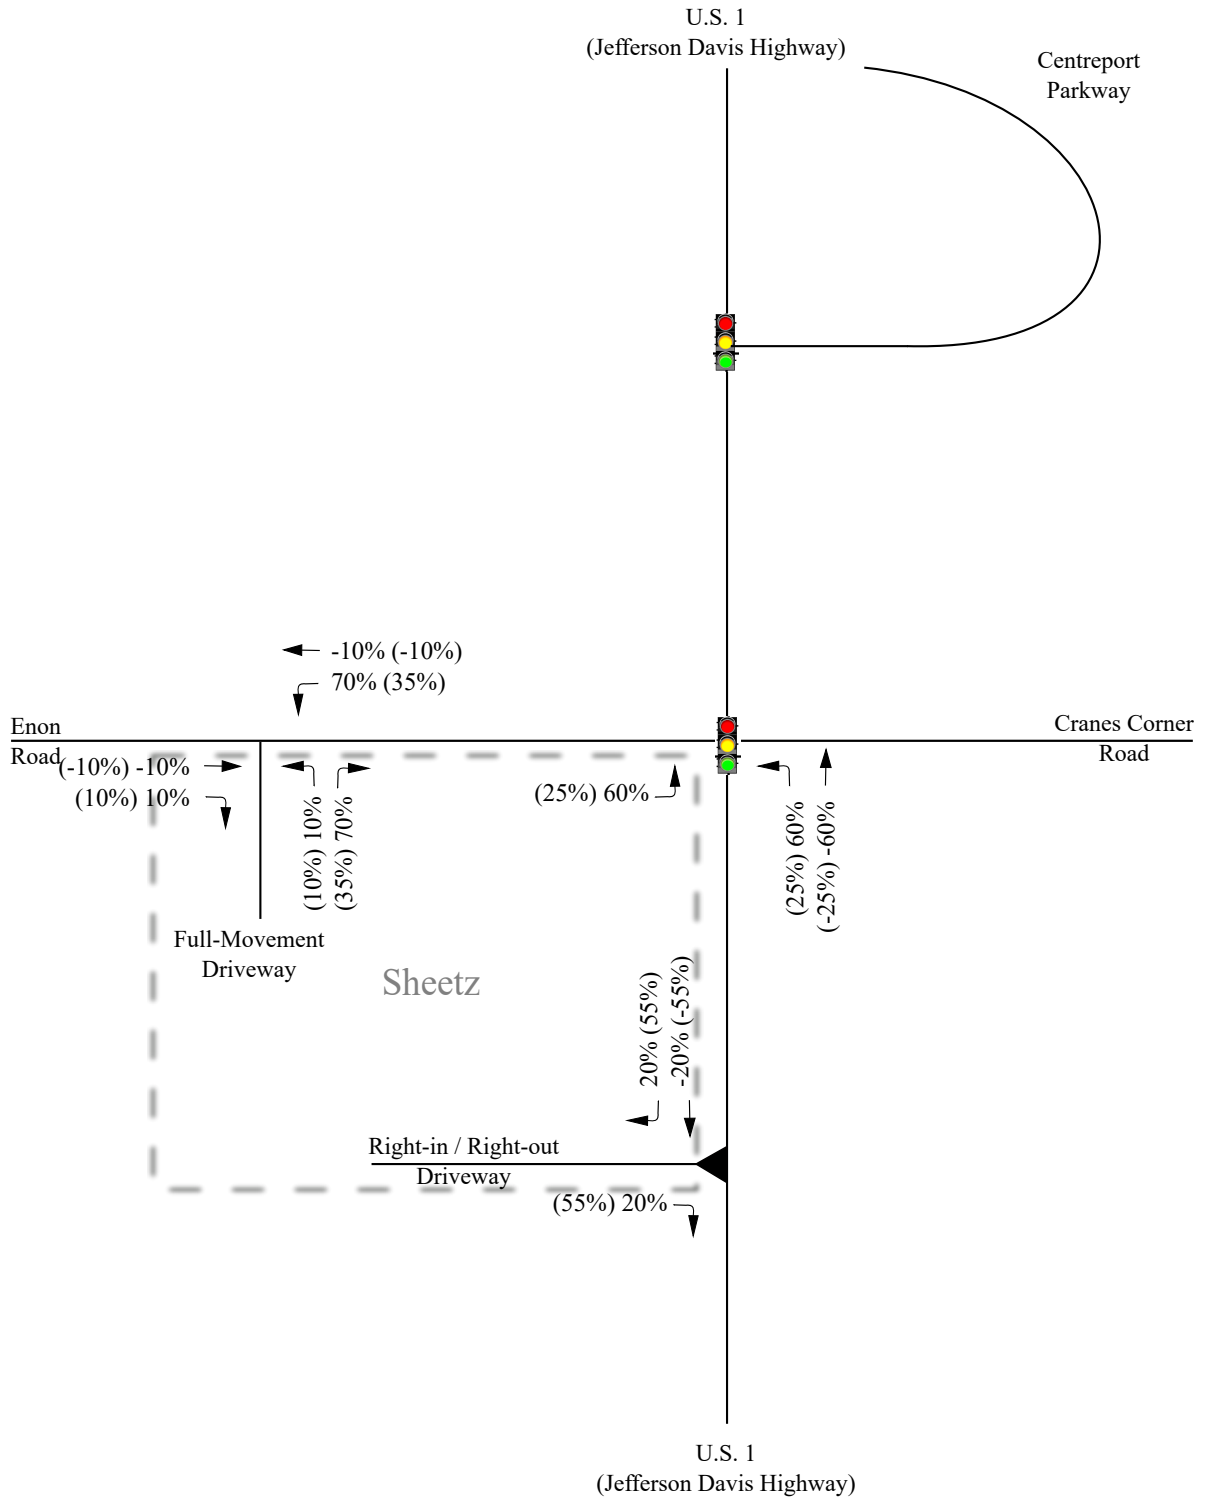 U.S. 1
(Jefferson Davis Highway)
Centreport
Parkway
-10% (-10%)
70% (35%)
Enon
Road
Cranes Corner
Road
(-10%) -10%
(10%) 10%
(10%) 10%
(35%) 70%
(25%) 60%
(25%) 60%
(-25%) -60%
Full-Movement
Driveway
Sheetz
20% (55%)
-20% (-55%)
Right-in / Right-out
Driveway
(55%) 20%
U.S. 1
(Jefferson Davis Highway)